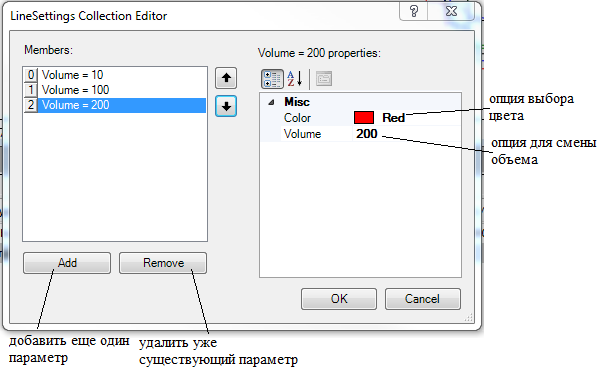 LineSettings Collection Editor
Members:
0 Volume = 10
1 Volume = 100
2 Volume = 200
Volume = 200 properties:
Misc
Color Red
Volume 200
Add
Remove
OK
Cancel
опция выбора
цвета
опция для смены
объема
добавить еще один
параметр
удалить уже
существующий параметр